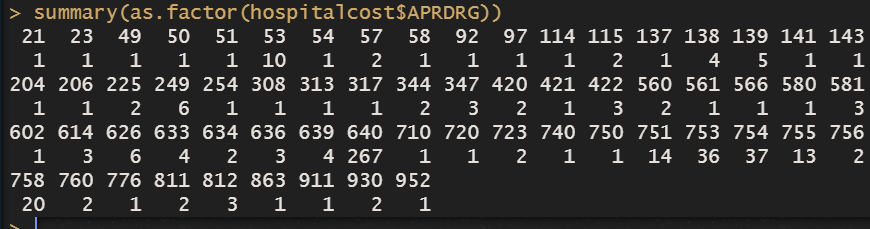 > summary(as.factor(hospitalcost$APRDRG))
21 23 49 50 51 53 54 57 58 92 97 114 115 137 138 139 141 143
1 1 1 1 1 10 1 2 1 1 1 1 2 1 4 5 1 1
204 206 225 249 254 308 313 317 344 347 420 421 422 560 561 566 580 581
1 1 2 6 1 1 1 1 2 3 2 1 3 2 1 1 1 3
602 614 626 633 634 636 639 640 710 720 723 740 750 751 753 754 755 756
1 3 6 4 2 3 4 267 1 1 2 1 1 14 36 37 13 2
758 760 776 811 812 863 911 930 952
20 2 1 2 3 1 1 2 1
>